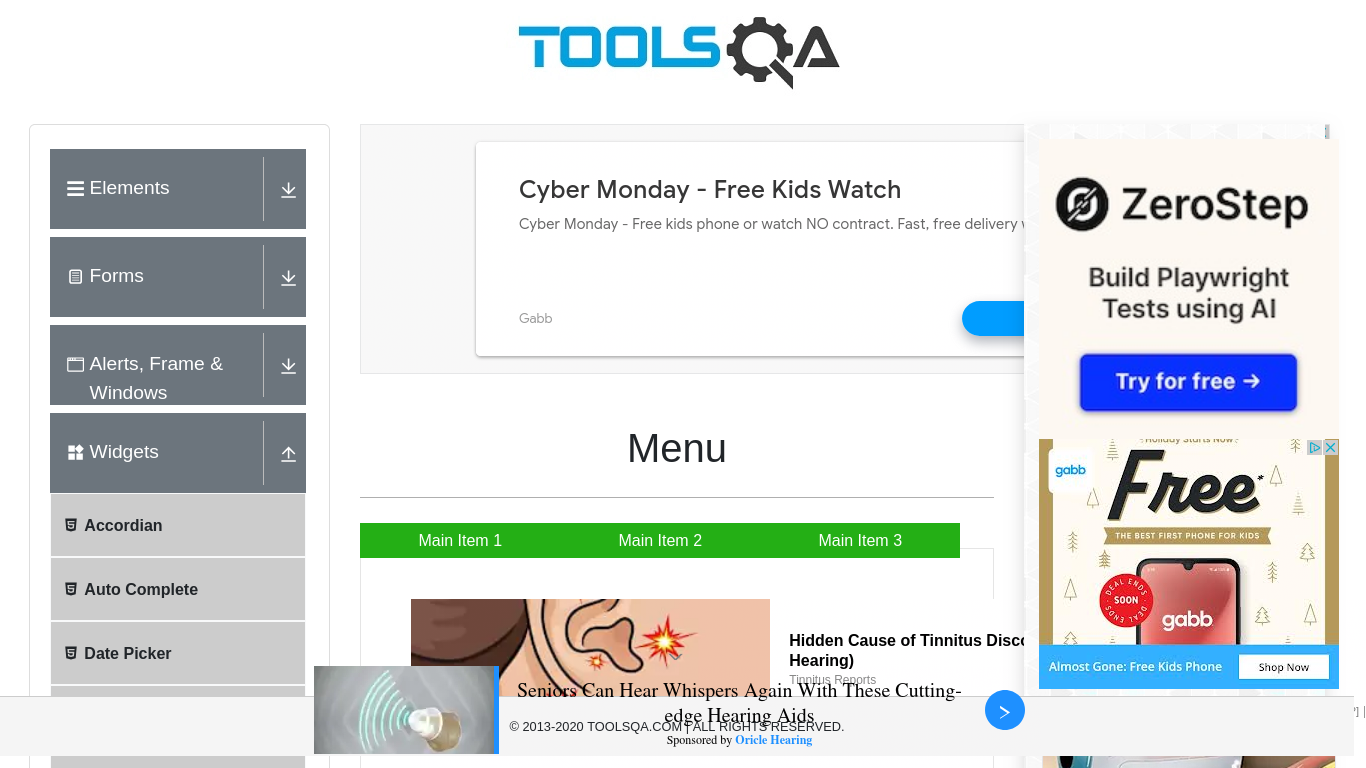 TOOLSQA
Elements
Forms
Alerts, Frame &
Windows
Widgets
Accordian
Auto Complete
Date Picker
Cyber Monday - Free Kids Watch
Cyber Monday - Free kids phone or watch NO contract. Fast, free delivery
Gabb
Menu
Main Item 1
Main Item 2
Main Item 3
Hidden Cause of Tinnitus
Hearing)
Tinnitus Reports
Seniors Can Hear Whispers Again With These Cutting-
edge Hearing Aids
© 2013-2020 TOOLSQA.COM | ALL RIGHTS RESERVED.
Sponsored by Oricle Hearing
ZeroStep
Build Playwright
Tests using AI
Try for free →
Holiday Starts Now
gabb
Free*
THE BEST FIRST PHONE FOR KIDS
DEAL ENDS
SOON
DEAL ENDS
gabb
Almost Gone: Free Kids Phone
Shop Now